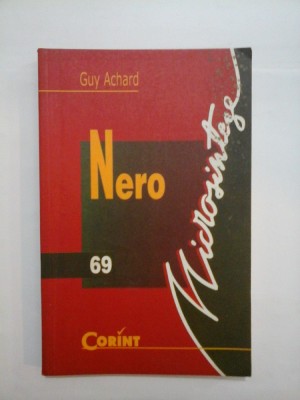 Guy Achard
Nero
69
Microsinteze
CORINT